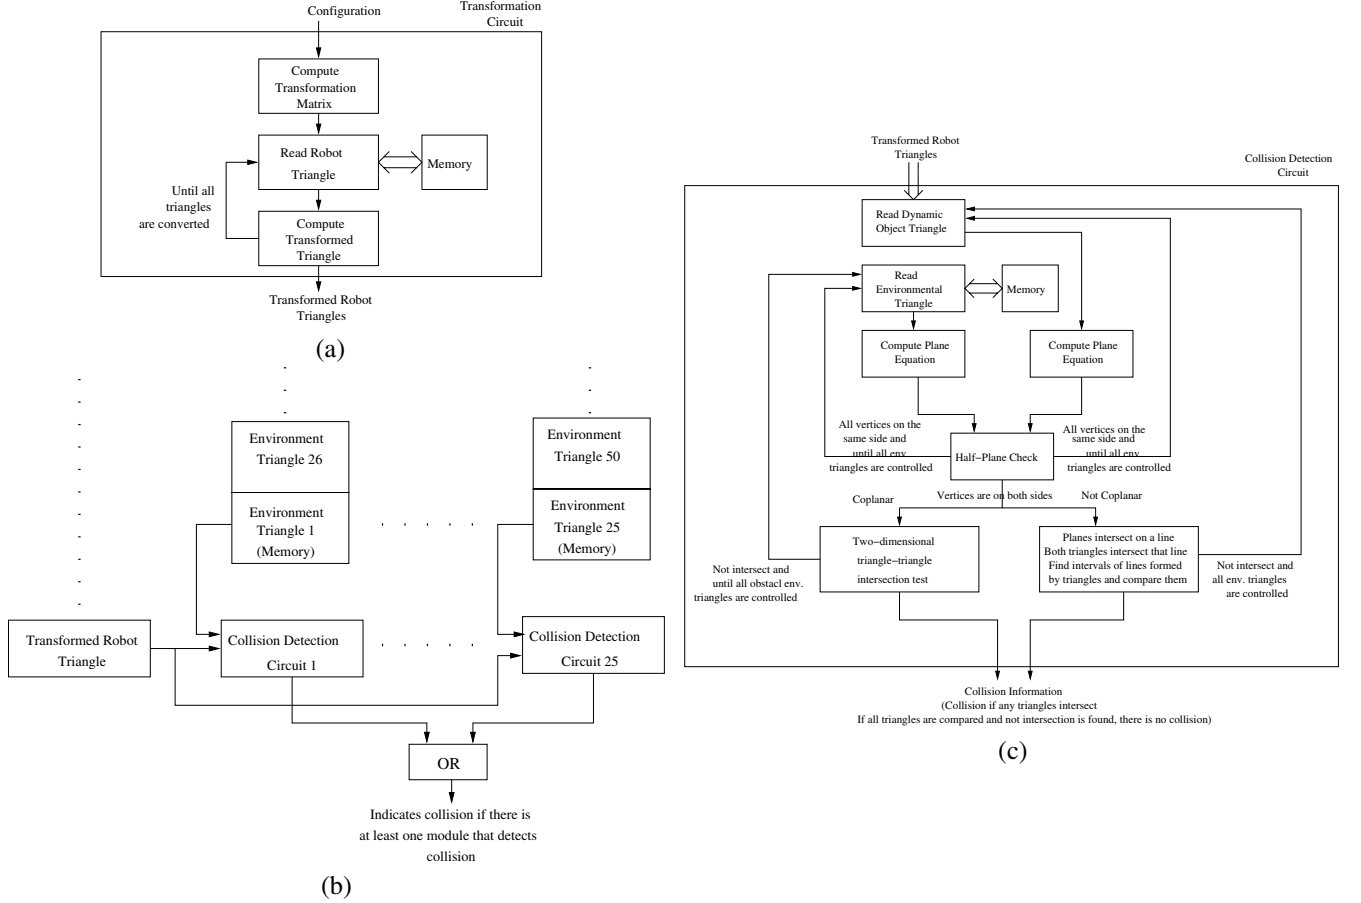 Configuration
Transformation
Circuit
Compute
Transformation
Matrix
Read Robot
Triangle
Memory
Until all
triangles
are converted
Compute
Transformed
Triangle
Transformed Robot
Triangles
(a)
Environment
Triangle 26
Environment
Triangle 1
(Memory)
Environment
Triangle 50
Environment
Triangle 25
(Memory)
Transformed Robot
Triangle
Collision Detection
Circuit 1
Collision Detection
Circuit 25
OR
Indicates collision if there is
at least one module that detects
collision
(b)
Transformed Robot
Triangles
Collision Detection
Circuit
Read Dynamic
Object Triangle
Read
Environmental
Triangle
Memory
Compute Plane
Equation
Compute Plane
Equation
All vertices on the
same side and
until all env
triangles are controlled
Half-Plane Check
All vertices on the
same side and
until all env
triangles are controlled
Coplanar
Vertices are on both sides
Not Coplanar
Two-dimensional
triangle-triangle
intersection test
Planes intersect on a line
Both triangles intersect that line
Find intervals of lines formed
by triangles and compare them
Not intersect and
until all obstacl env.
triangles are controlled
Not intersect and
all env. triangles
are controlled
Collision Information
(Collision if any triangles intersect
If all triangles are compared and not intersection is found, there is no collision)
(c)